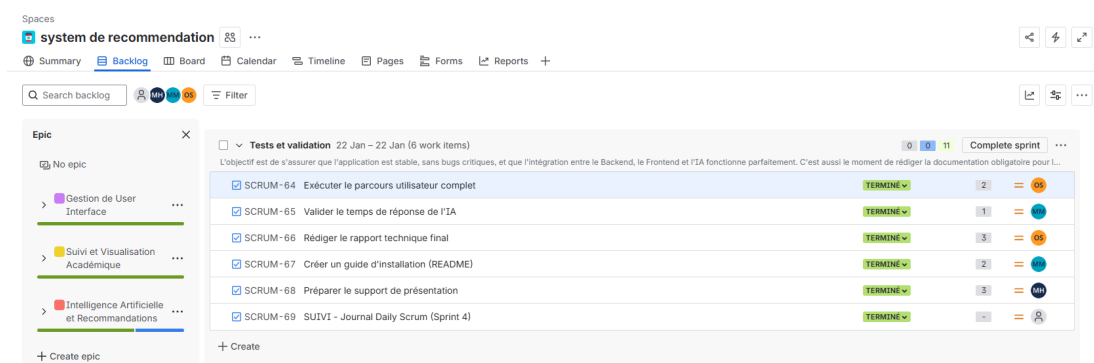 Spaces
system de recommendation
Summary Backlog Board Calendar Timeline Pages Forms Reports
Search backlog MH MM OS Filter
Epic
No epic
Gestion de User
Interface
Suivi et Visualisation
Académique
Intelligence Artificielle
et Recommandations
Create epic
Tests et validation 22 Jan – 22 Jan (6 work items) 0 0 11 Complete sprint
L'objectif est de s'assurer que l'application est stable, sans bugs critiques, et que l'intégration entre le Backend, le Frontend et l'IA fonctionne parfaitement. C'est aussi le moment de rédiger la documentation obligatoire pour l...
SCRUM-64 Exécuter le parcours utilisateur complet TERMINÉ 2 OS
SCRUM-65 Valider le temps de réponse de l'IA TERMINÉ 1 MM
SCRUM-66 Rédiger le rapport technique final TERMINÉ 3 OS
SCRUM-67 Créer un guide d'installation (README) TERMINÉ 2 MM
SCRUM-68 Préparer le support de présentation TERMINÉ 3 MH
SCRUM-69 SUIVI - Journal Daily Scrum (Sprint 4) TERMINÉ -
Create